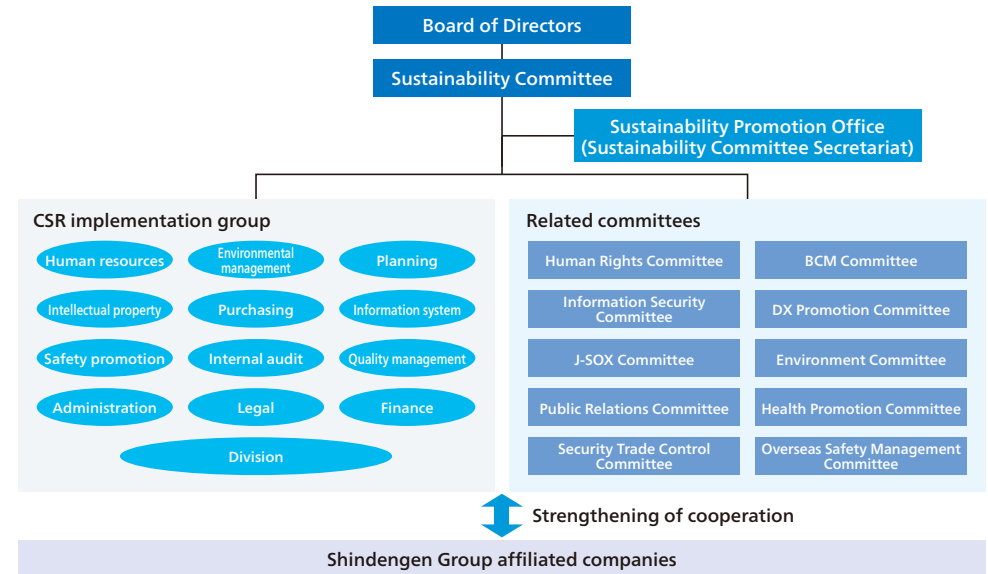 Board of Directors
Sustainability Committee
Sustainability Promotion Office
(Sustainability Committee Secretariat)
CSR implementation group
Human resources
Environmental
management
Planning
Intellectual property
Purchasing
Information system
Safety promotion
Internal audit
Quality management
Administration
Legal
Finance
Division
Related committees
Human Rights Committee
BCM Committee
Information Security
Committee
DX Promotion Committee
J-SOX Committee
Environment Committee
Public Relations Committee
Health Promotion Committee
Security Trade Control
Committee
Overseas Safety Management
Committee
Strengthening of cooperation
Shindengen Group affiliated companies